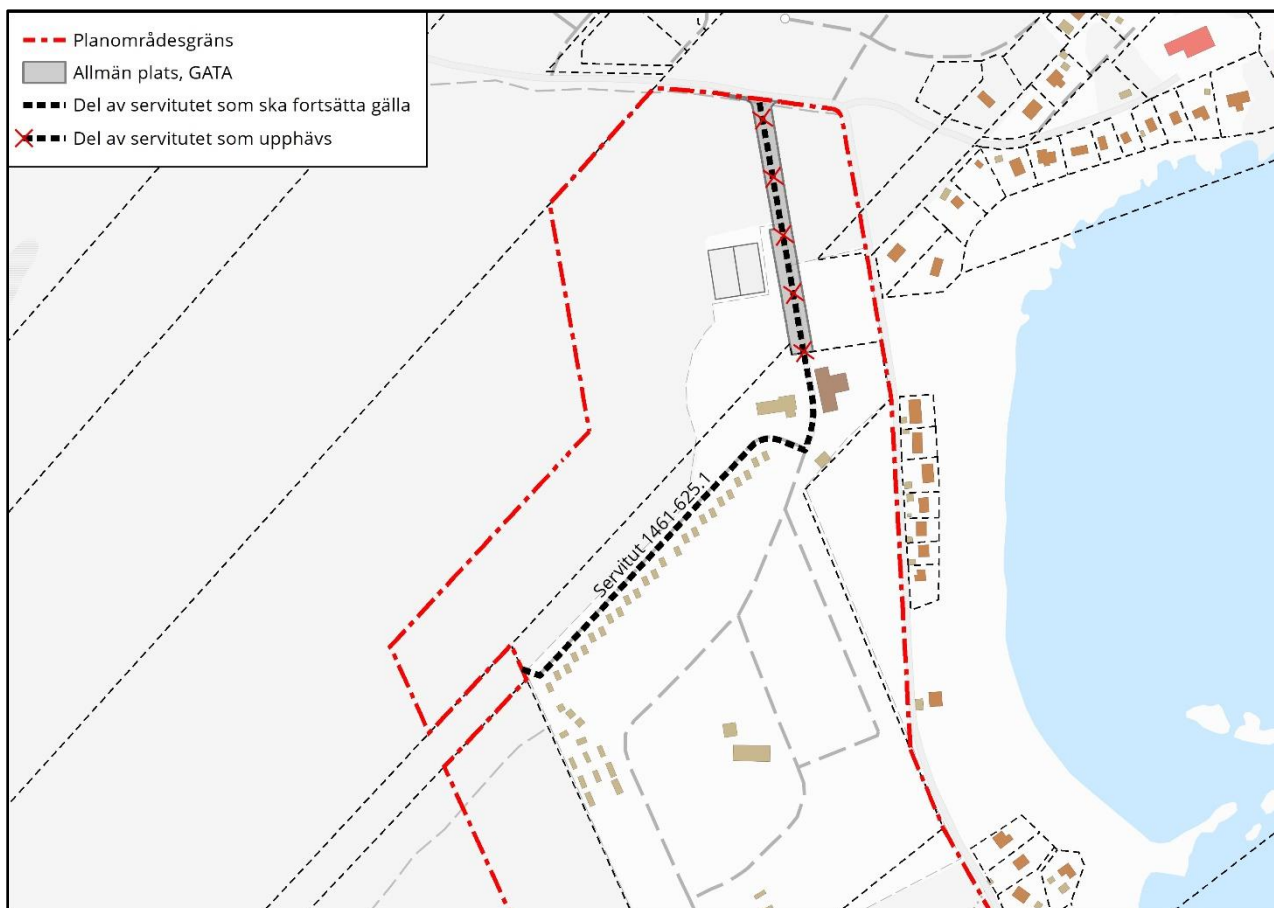 Planområdesgräns
Allmän plats, GATA
Del av servitutet som ska fortsätta gälla
Del av servitutet som upphävs
Servitut 1461-625.1